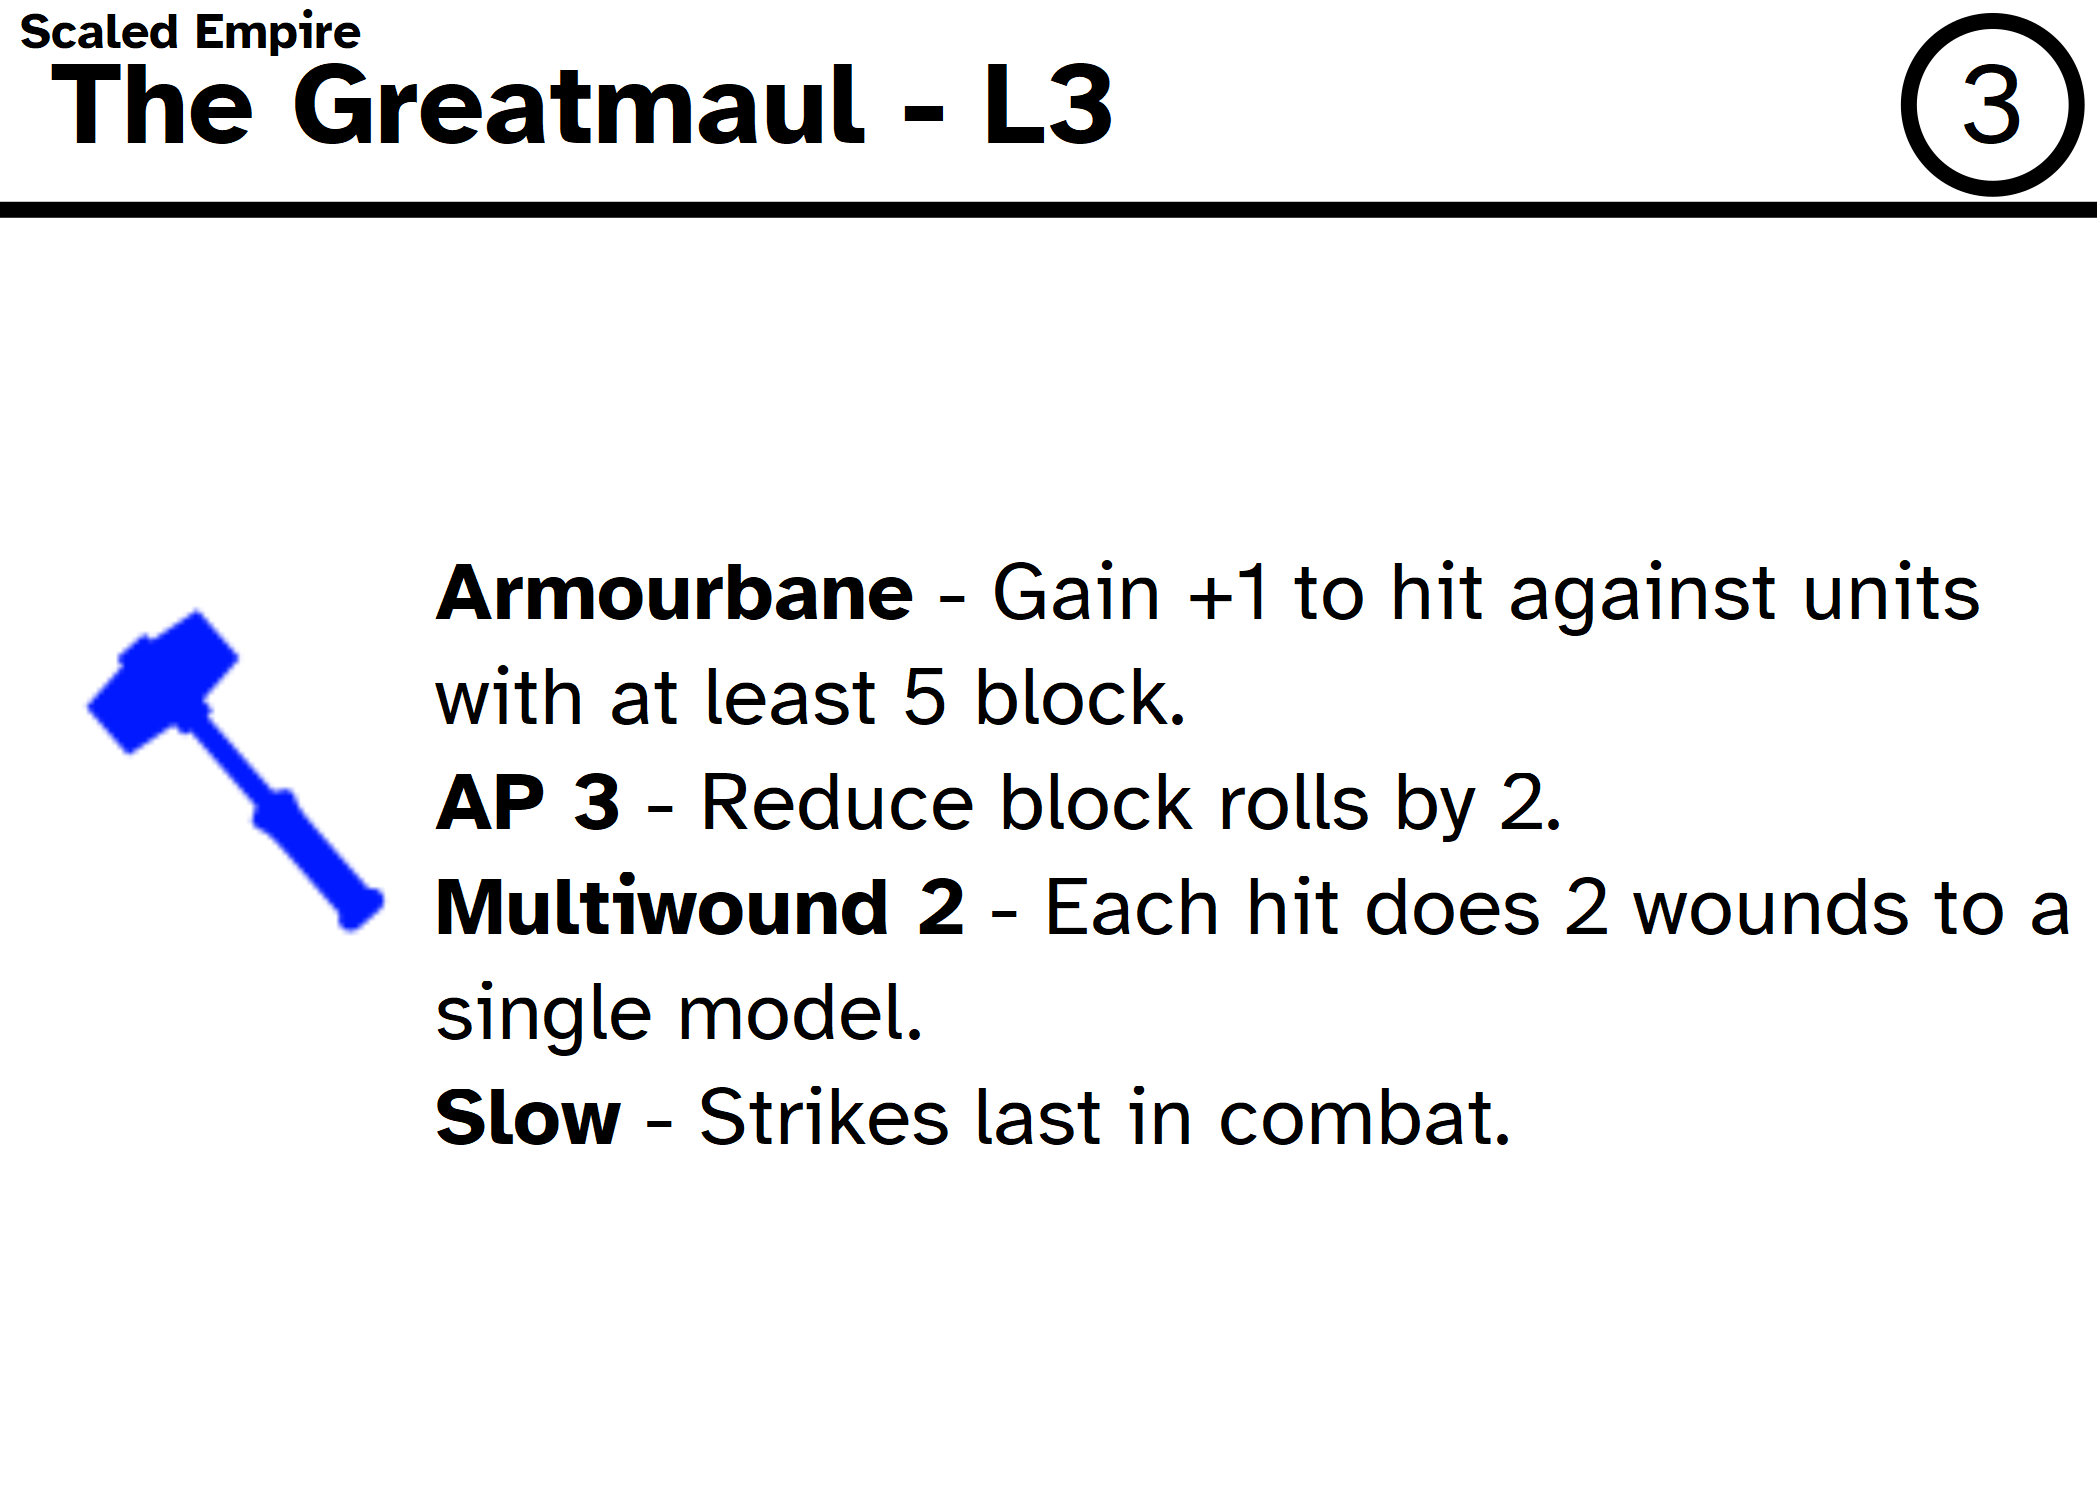 Scaled Empire
The Greatmaul - L3
3
Armourbane - Gain +1 to hit against units
with at least 5 block.
AP 3 - Reduce block rolls by 2.
Multiwound 2 - Each hit does 2 wounds to a
single model.
Slow - Strikes last in combat.